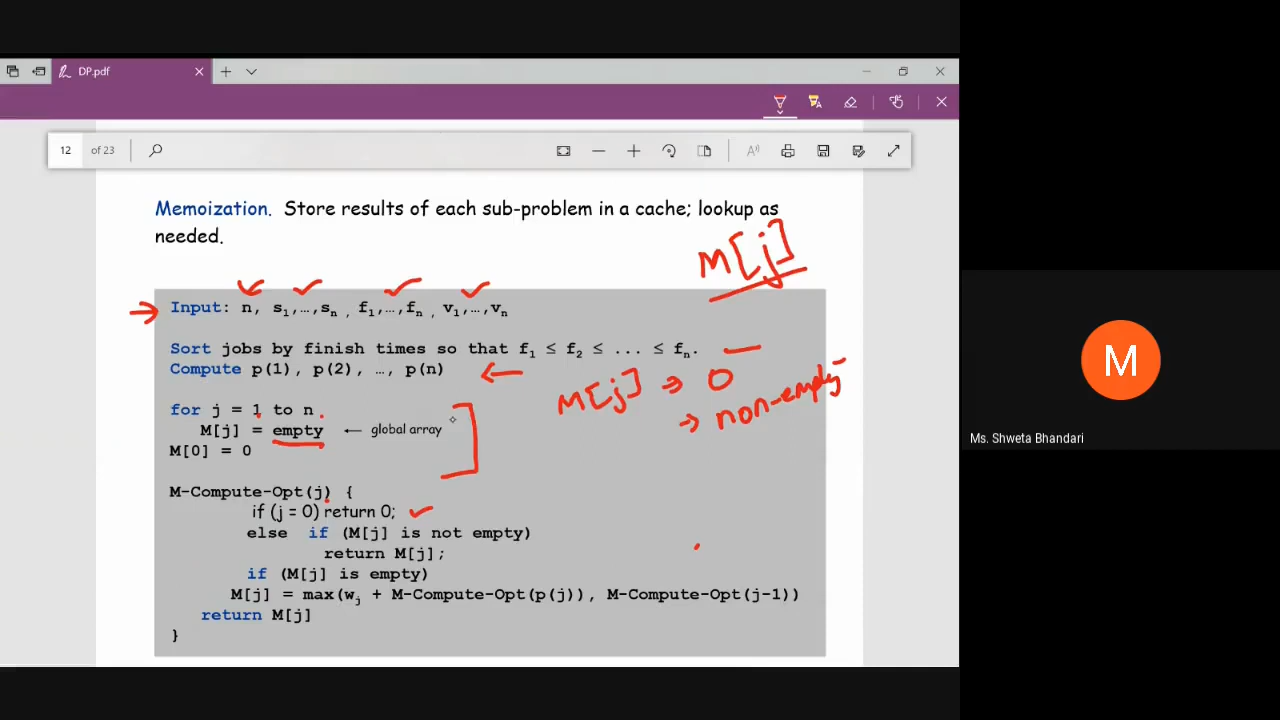 DP.pdf
12 of 23
Memoization. Store results of each sub-problem in a cache; lookup as
needed.
M[j]
Input: n, s1,…,sn , f1,…,fn , v1,…,vn
Sort jobs by finish times so that f1 ≤ f2 ≤ ... ≤ fn.
Compute p(1), p(2), …, p(n)
M[j] → 0
→ non-empty
for j = 1 to n
M[j] = empty ← global array
M[0] = 0
M-Compute-Opt(j) {
if (j = 0) return 0;
else if (M[j] is not empty)
return M[j];
if (M[j] is empty)
M[j] = max(wj + M-Compute-Opt(p(j)), M-Compute-Opt(j-1))
return M[j]
}
M
Ms. Shweta Bhandari